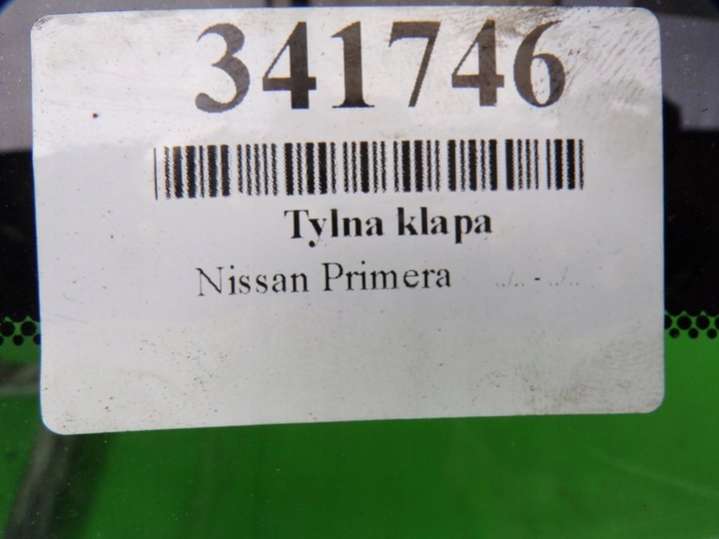 341746
Tylna klapa
Nissan Primera ../.. - ../..